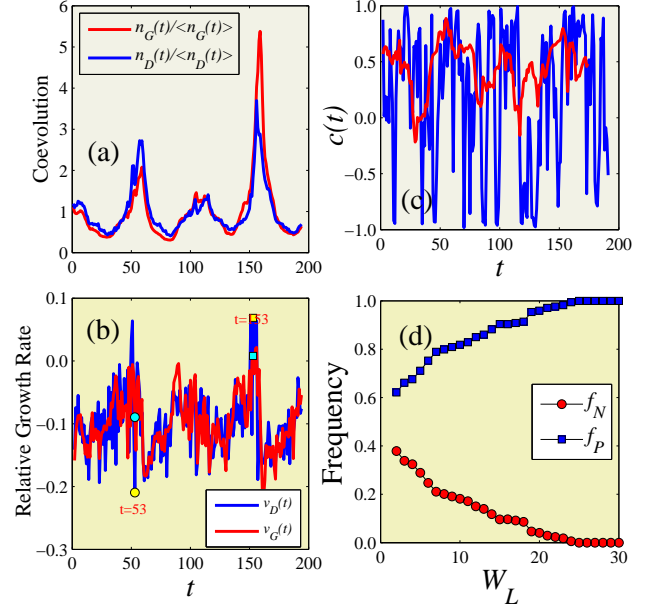 n_G(t)/<n_G(t)>
n_D(t)/<n_D(t)>
(a)
Coevolution
6
5
4
3
2
1
0
0 50 100 150 200
(c)
c(t)
1.0
0.5
0.0
−0.5
−1.0
0 50 100 150 200
t
(b)
Relative Growth Rate
0.1
0.0
−0.1
−0.2
−0.3
t=153
t=53
v_D(t)
v_G(t)
0 50 100 150 200
t
(d)
Frequency
1.0
0.8
0.6
0.4
0.2
0.0
f_N
f_P
0 10 20 30
W_L